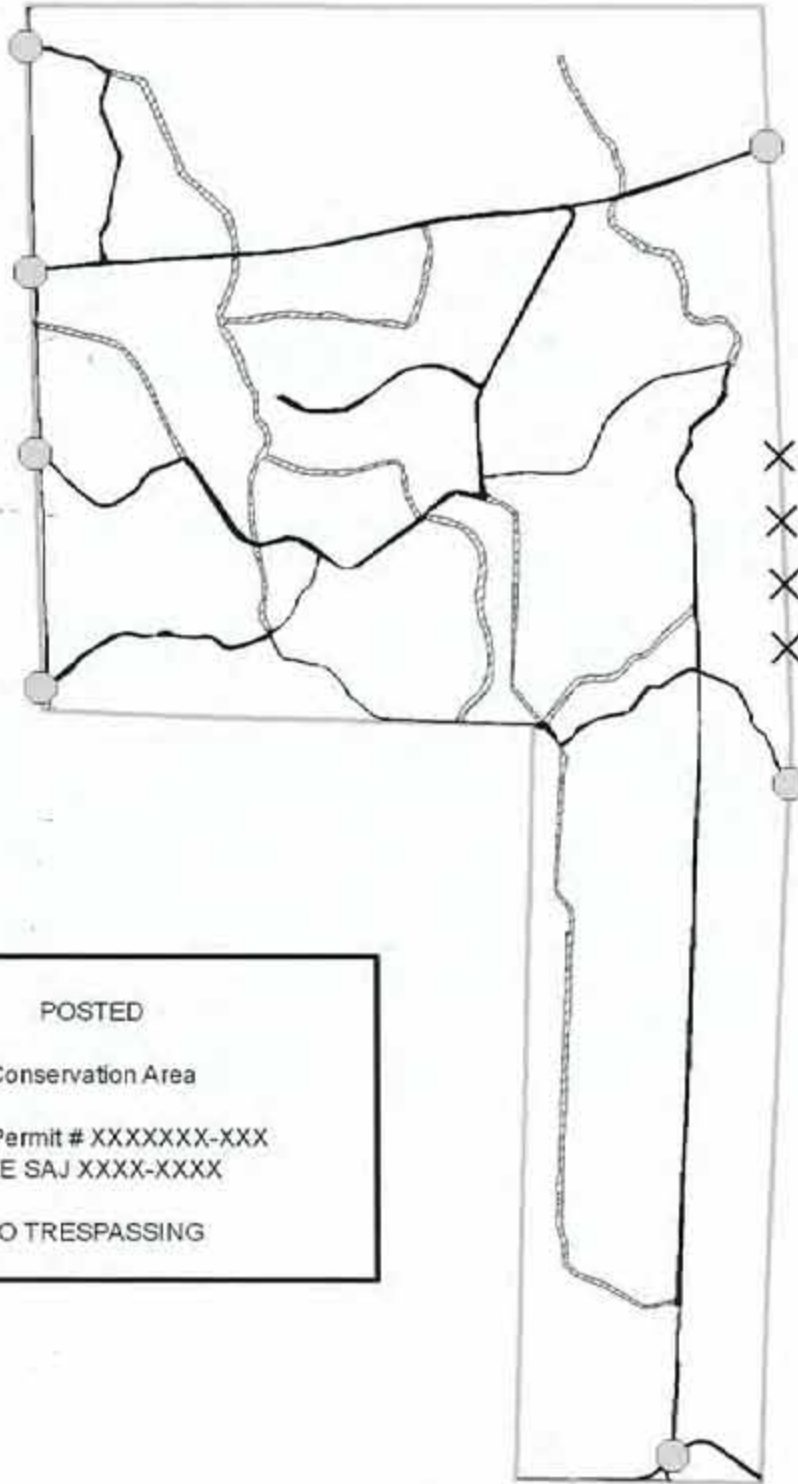 POSTED
Conservation Area
Permit # XXXXXXX-XXX
E SAJ XXXX-XXXX
O TRESPASSING